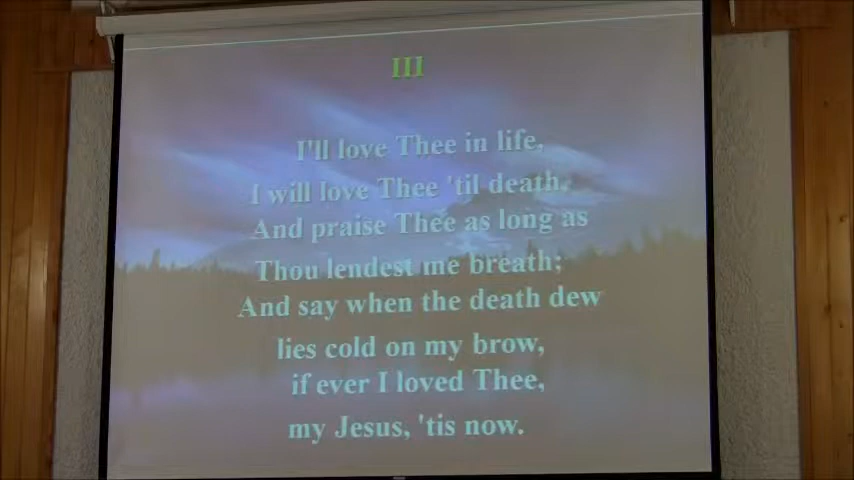 III
I'll love Thee in life,
I will love Thee 'til death,
And praise Thee as long as
Thou lendest me breath;
And say when the death dew
lies cold on my brow,
if ever I loved Thee,
my Jesus, 'tis now.